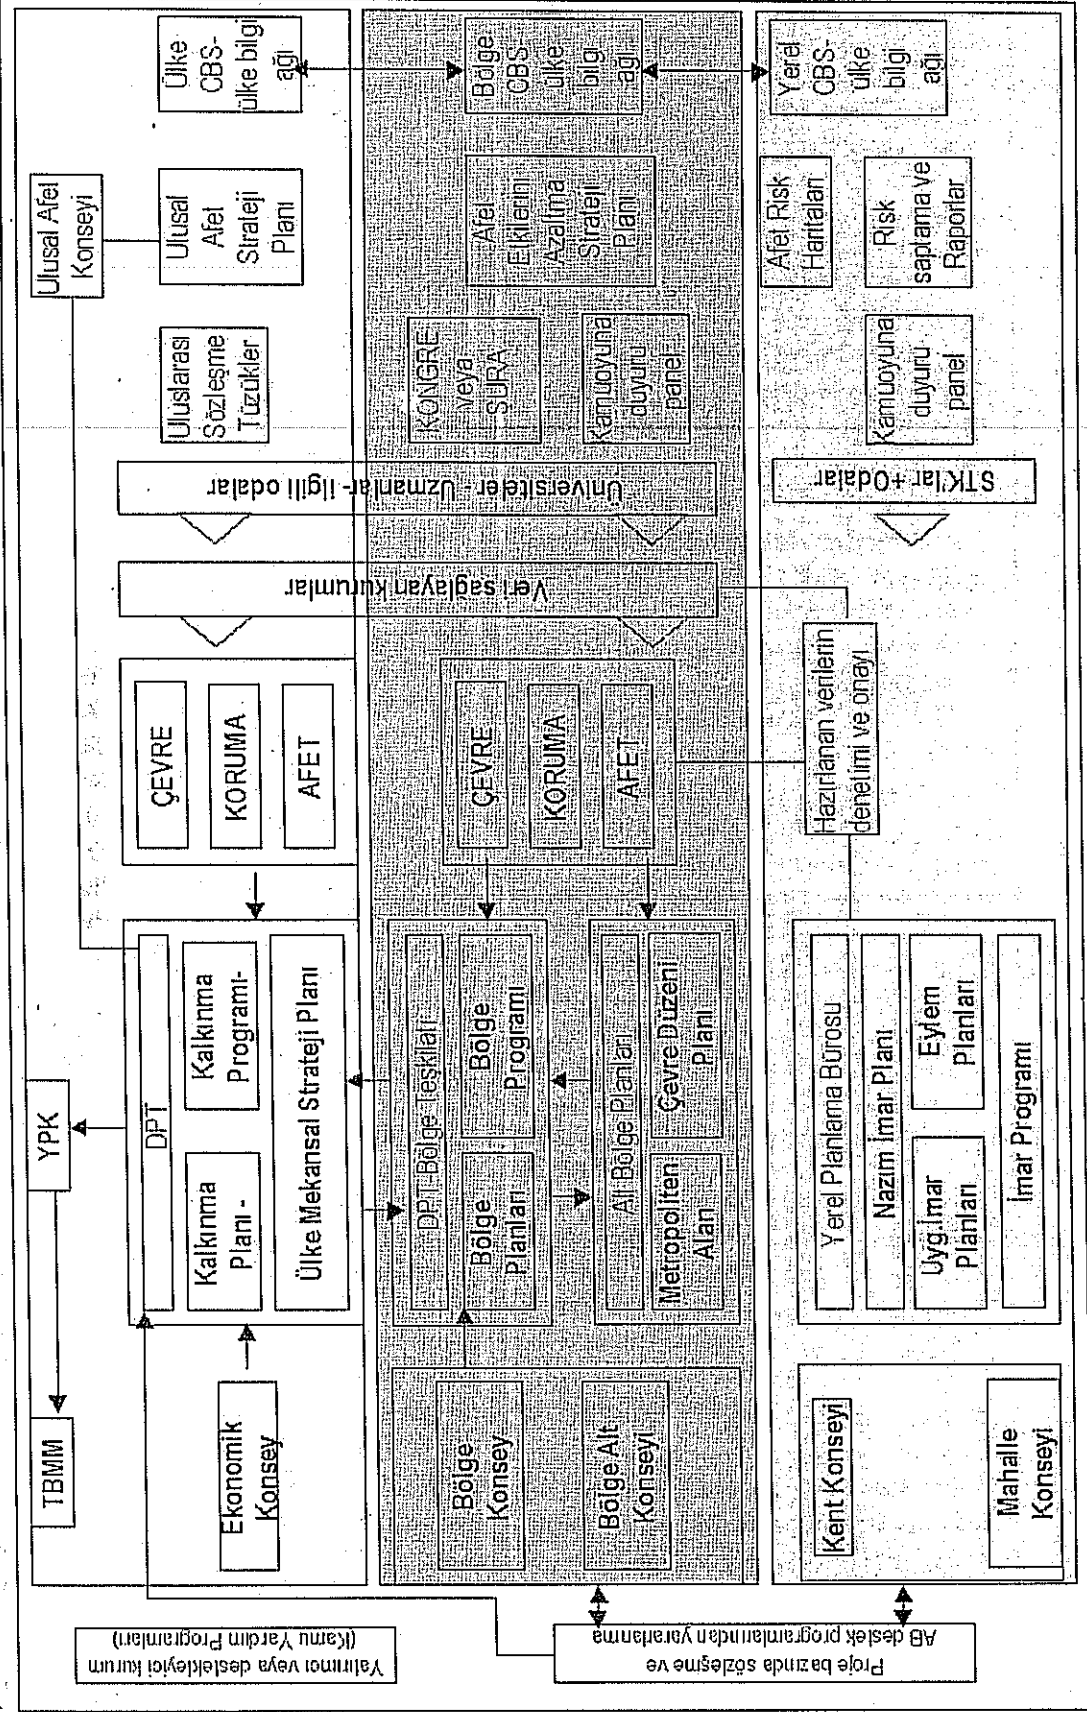 TBMM
YPK
Ulusal Afet
Konseyi
Ekonomik
Konsey
DPT
Kalkınma
Planı -
Kalkınma
Programı-
Ülke Mekansal Strateji Planı
ÇEVRE
KORUMA
AFET
Veri sağlayan kurumlar
Üniversiteler - Uzmanlar- ilgili odalar
Uluslarası
Sözleşme
Tüzükler
Ulusal
Afet
Strateji
Planı
Ülke
CBS-
ülke bilgi
ağı
Bölge
Konsey
Bölge Alt
Konseyi
DPT-Bölge Teşkilatı
Bölge
Planları
Bölge
Programı
Alt Bölge Planları
Metropoliten
Alan
Çevre Düzeni
Planı
ÇEVRE
KORUMA
AFET
KONGRE
veya
ŞURA
Kamuoyuna
duyuru
panel
Afet
Etkilerini
Azaltma
Strateji
Planı
Bölge
CBS-
ülke
bilgi
ağı
Kent Konseyi
Mahalle
Konseyi
Yerel Planlama Bürosu
Nazım İmar Planı
Uyg.İmar
Planları
Eylem
Planları
İmar Programı
Hazırlanan verilerin
denetimi ve onayı
STK'lar +Odalar
Kamuoyuna
duyuru
panel
Afet Risk
Haritaları
Risk
saptama ve
Raporlar
Yerel
CBS-
ülke
bilgi
ağı
Yatırımcı veya destekleyici kurum
(Kamu Yardım Programları)
Proje bazında sözleşme ve
AB destek programlarından yararlanma